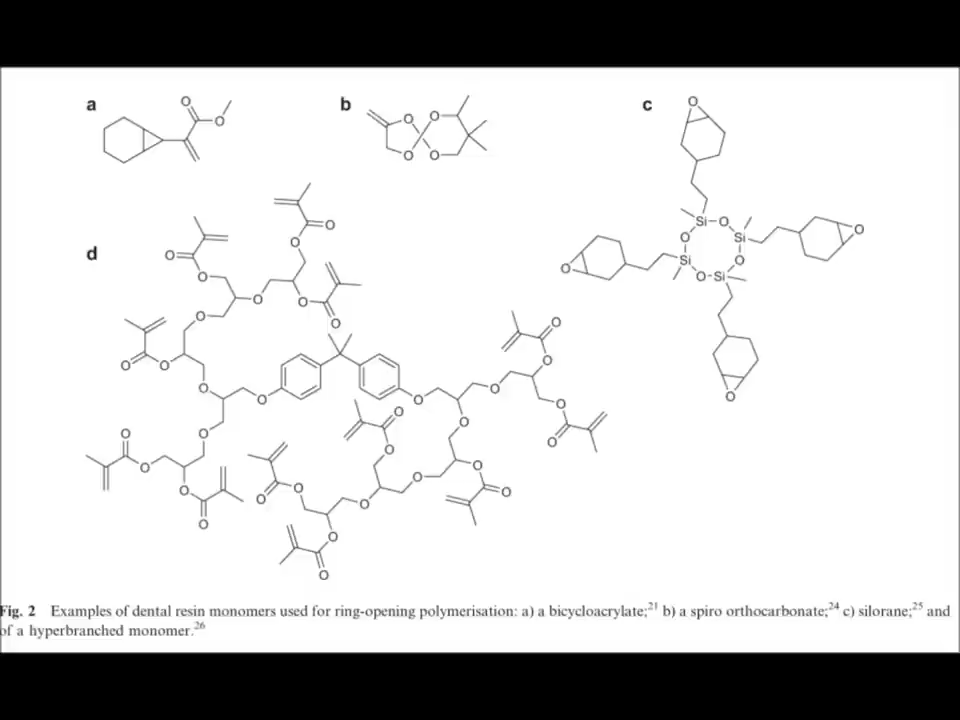 a
b
c
d
Fig. 2 Examples of dental resin monomers used for ring-opening polymerisation: a) a bicycloacrylate;21 b) a spiro orthocarbonate;24 c) silorane;25 and
of a hyperbranched monomer.26